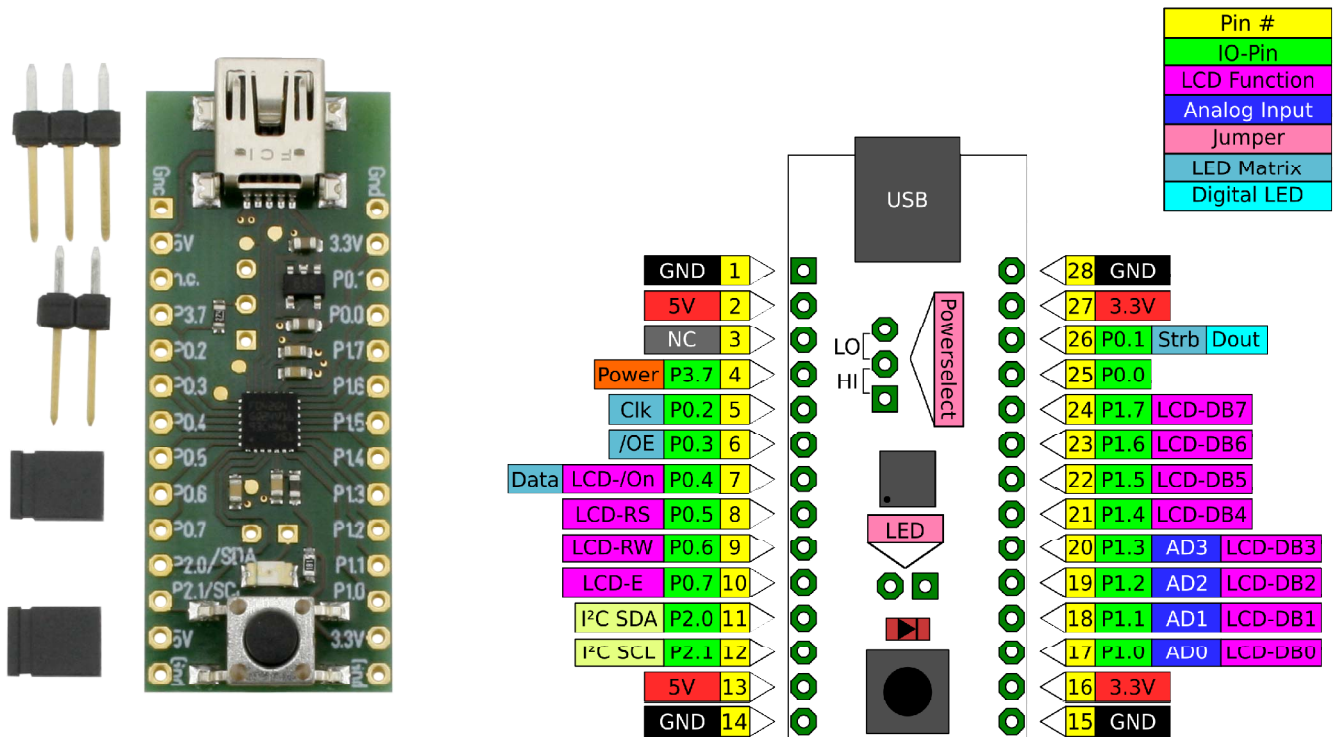 Gnd
5V
n.c.
P3.7
P0.2
P0.3
P0.4
P0.5
P0.6
P0.7
P2.0/SDA
P2.1/SC
5V
Gnd
FCI
Gnd
3.3V
P0.1
P0.0
P1.7
P1.6
P1.5
P1.4
P1.3
P1.2
P1.1
P1.0
3.3V
Gnd
Pin #
IO-Pin
LCD Function
Analog Input
Jumper
LED Matrix
Digital LED
USB
GND 1
5V 2
NC 3
Power P3.7 4
Clk P0.2 5
/OE P0.3 6
Data LCD-/On P0.4 7
LCD-RS P0.5 8
LCD-RW P0.6 9
LCD-E P0.7 10
I²C SDA P2.0 11
I²C SCL P2.1 12
5V 13
GND 14
LO
HI
Powerselect
LED
28 GND
27 3.3V
26 P0.1 Strb Dout
25 P0.0
24 P1.7 LCD-DB7
23 P1.6 LCD-DB6
22 P1.5 LCD-DB5
21 P1.4 LCD-DB4
20 P1.3 AD3 LCD-DB3
19 P1.2 AD2 LCD-DB2
18 P1.1 AD1 LCD-DB1
17 P1.0 AD0 LCD-DB0
16 3.3V
15 GND